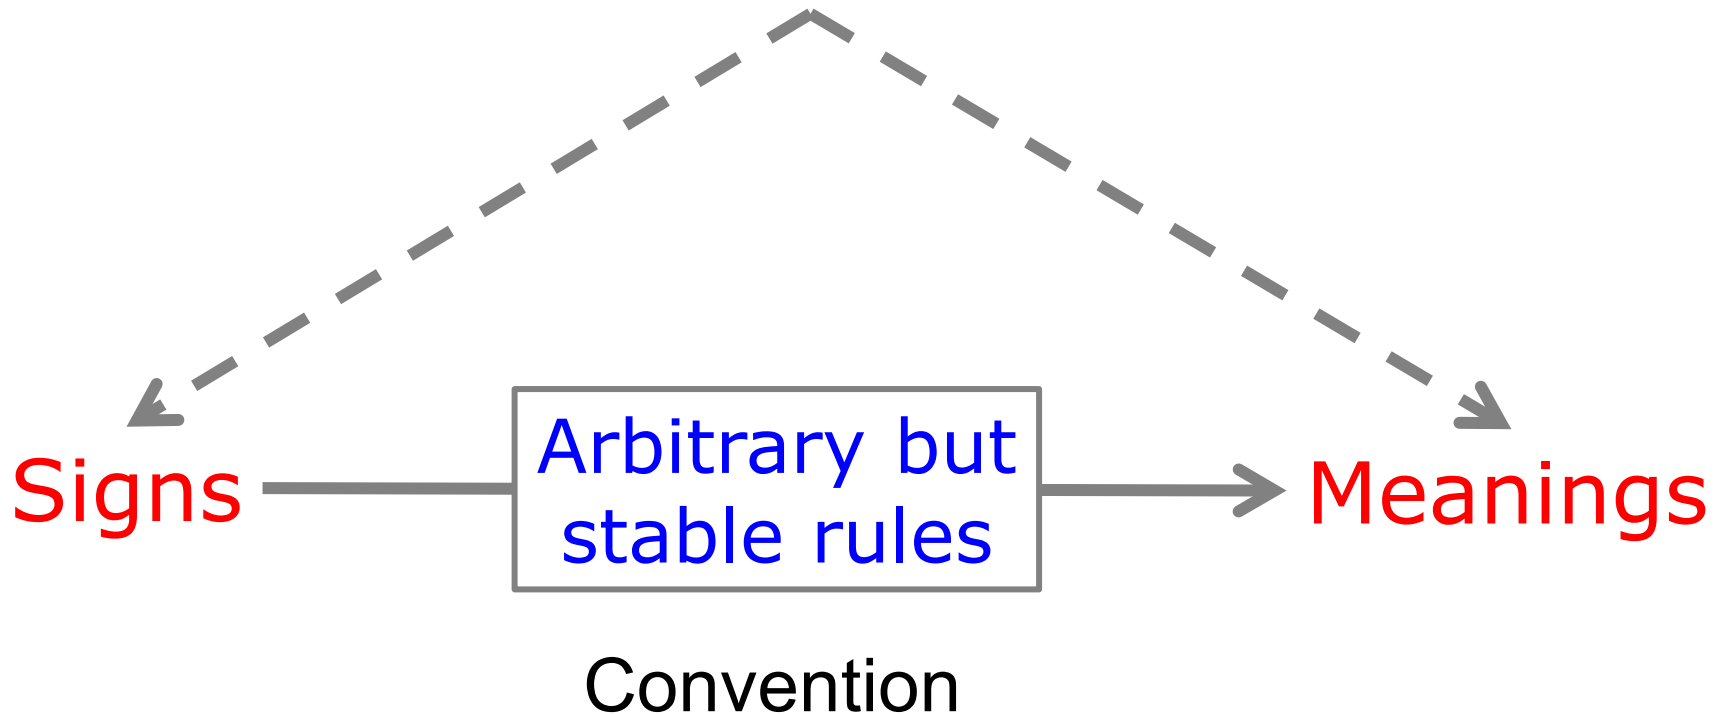 Signs
Arbitrary but
stable rules
Meanings
Convention